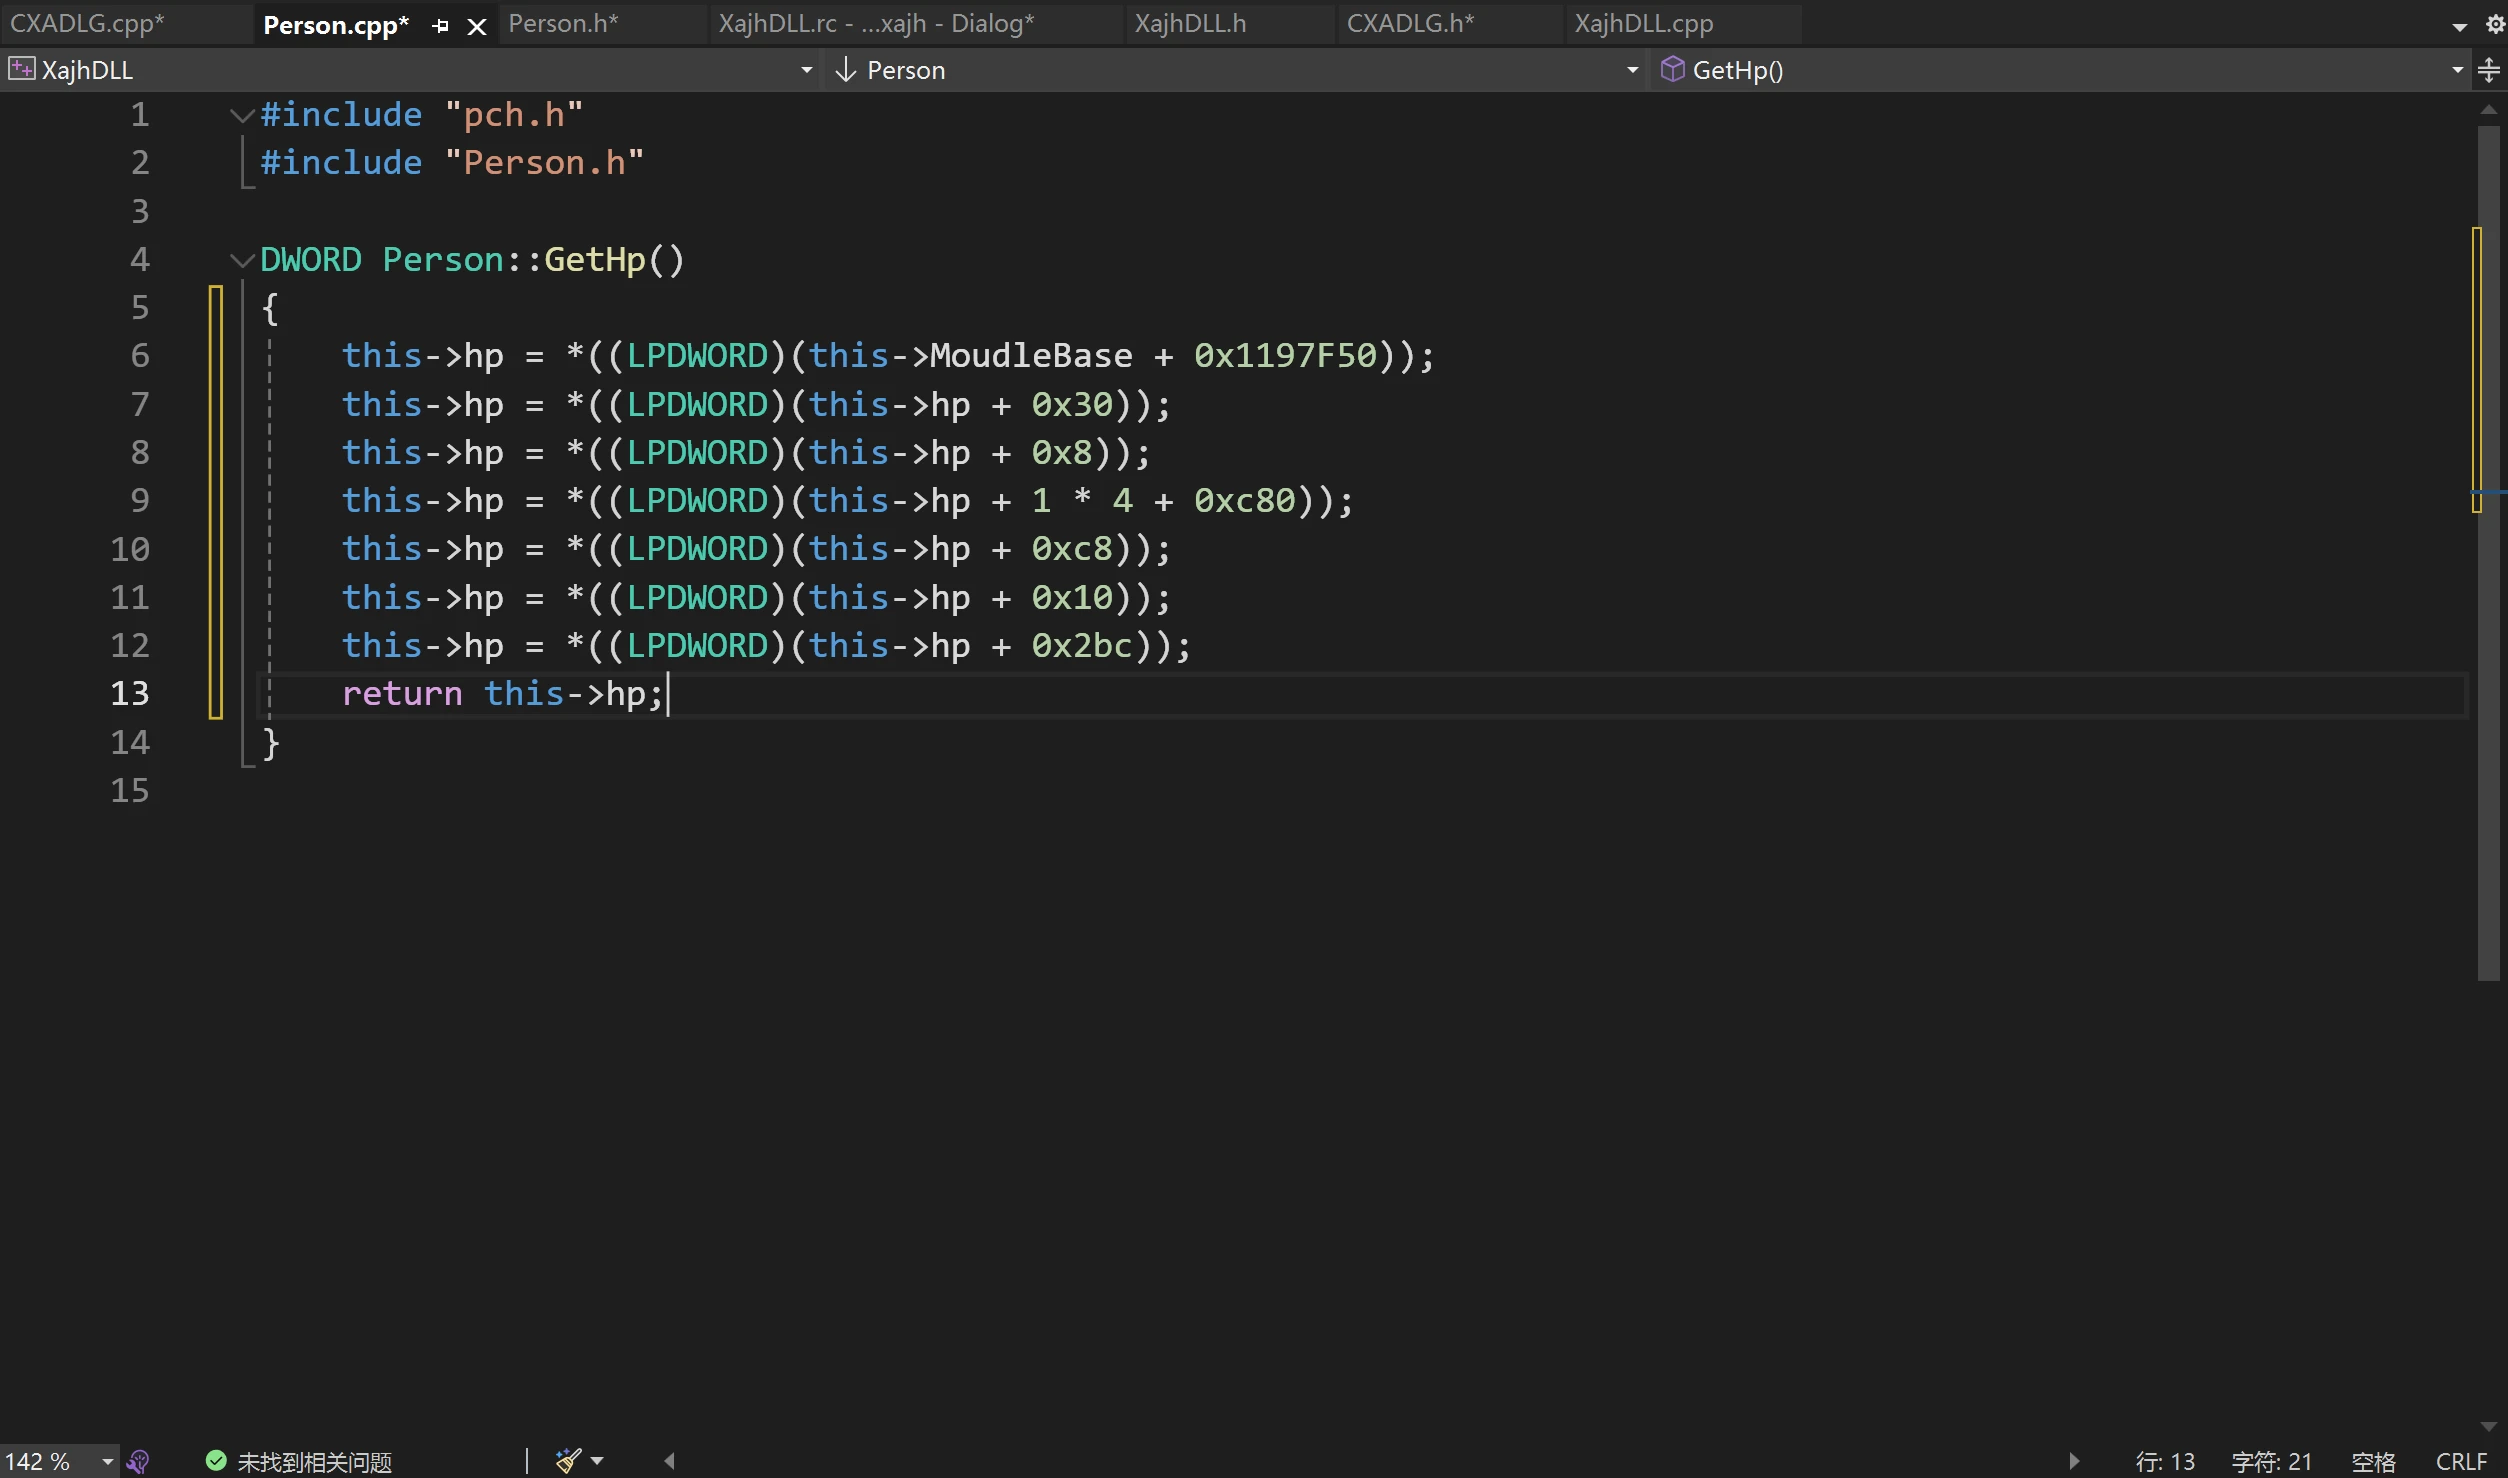 CXADLG.cpp* Person.cpp* Person.h* XajhDLL.rc - ...xajh - Dialog* XajhDLL.h CXADLG.h* XajhDLL.cpp
XajhDLL Person GetHp()
1 #include "pch.h"
2 #include "Person.h"
3
4 DWORD Person::GetHp()
5 {
6 this->hp = *((LPDWORD)(this->MoudleBase + 0x1197F50));
7 this->hp = *((LPDWORD)(this->hp + 0x30));
8 this->hp = *((LPDWORD)(this->hp + 0x8));
9 this->hp = *((LPDWORD)(this->hp + 1 * 4 + 0xc80));
10 this->hp = *((LPDWORD)(this->hp + 0xc8));
11 this->hp = *((LPDWORD)(this->hp + 0x10));
12 this->hp = *((LPDWORD)(this->hp + 0x2bc));
13 return this->hp;
14 }
15
142 % 未找到相关问题 行: 13 字符: 21 空格 CRLF